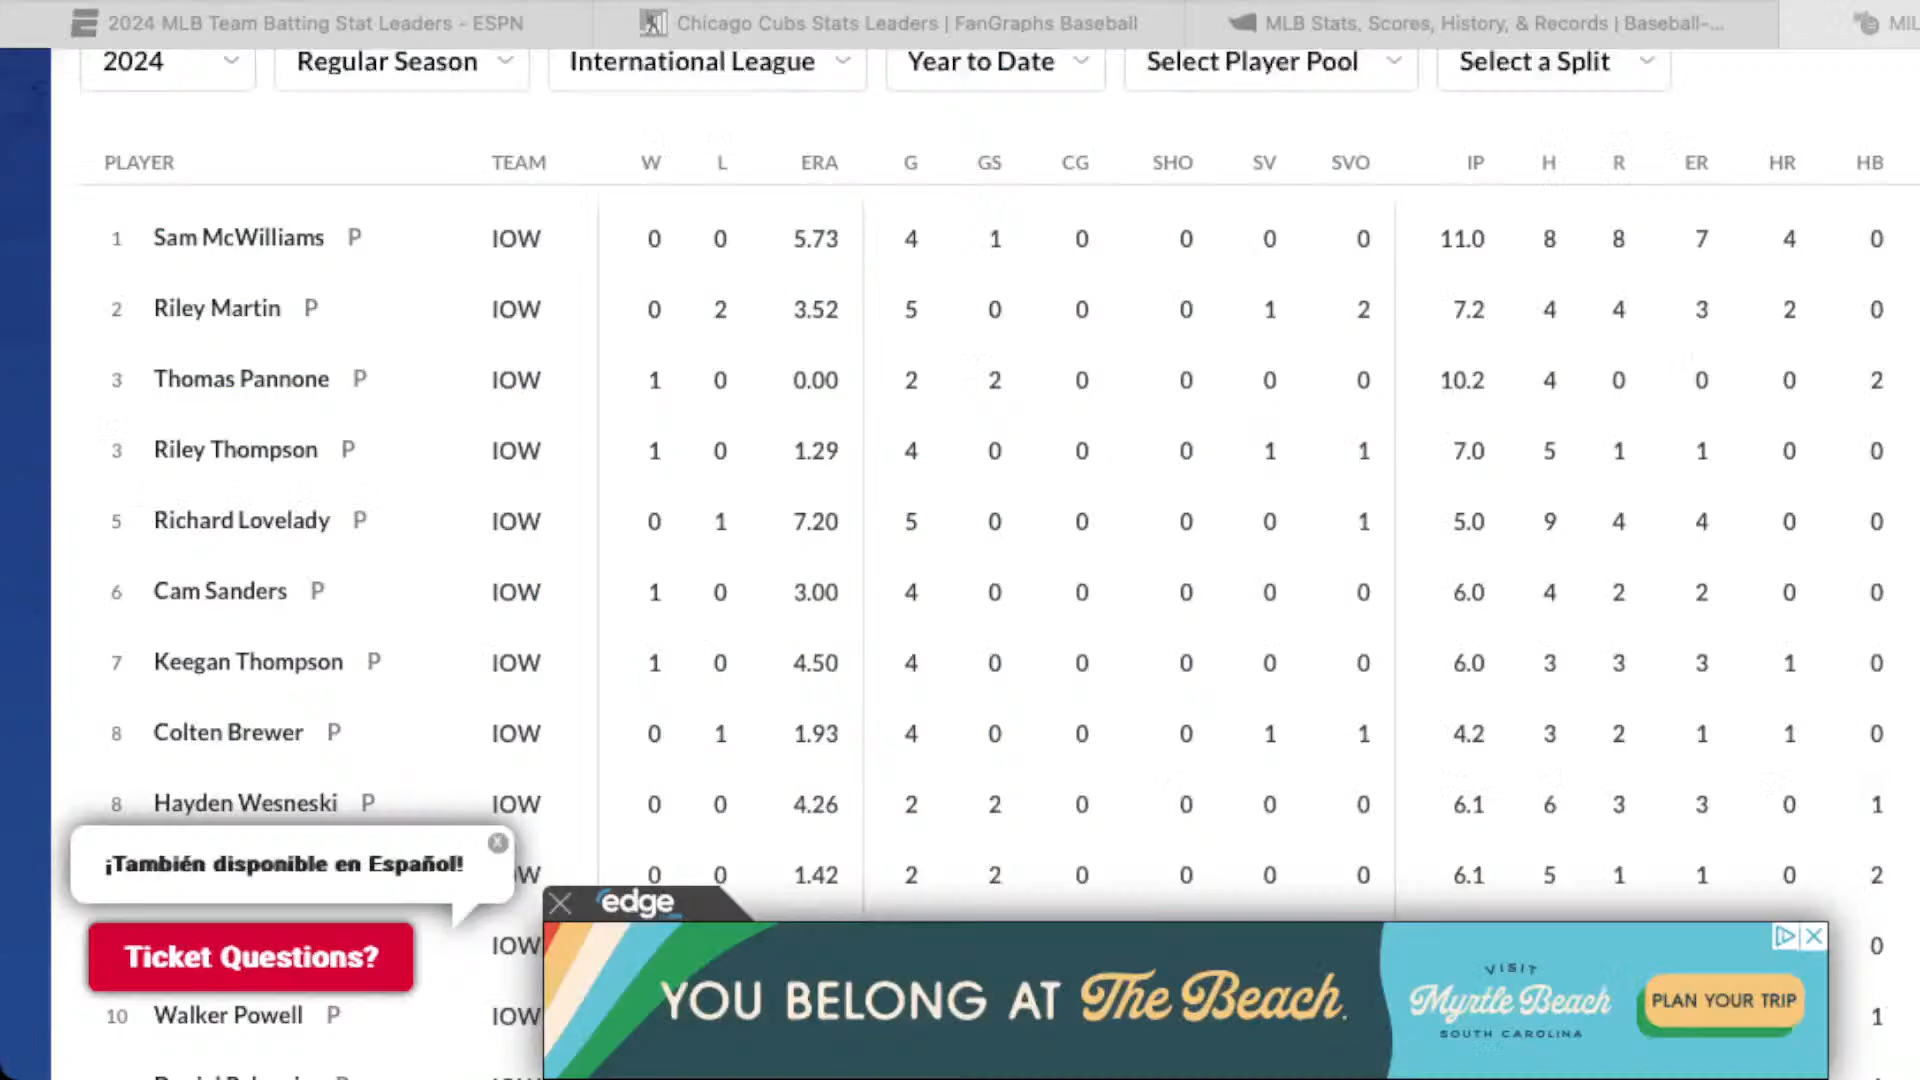 2024 MLB Team Batting Stat Leaders - ESPN Chicago Cubs Stats Leaders | FanGraphs Baseball MLB Stats, Scores, History, & Records | Baseball-...
2024 Regular Season International League Year to Date Select Player Pool Select a Split
PLAYER TEAM W L ERA G GS CG SHO SV SVO IP H R ER HR HB
1 Sam McWilliams P IOW 0 0 5.73 4 1 0 0 0 0 11.0 8 8 7 4 0
2 Riley Martin P IOW 0 2 3.52 5 0 0 0 1 2 7.2 4 4 3 2 0
3 Thomas Pannone P IOW 1 0 0.00 2 2 0 0 0 0 10.2 4 0 0 0 2
3 Riley Thompson P IOW 1 0 1.29 4 0 0 0 1 1 7.0 5 1 1 0 0
5 Richard Lovelady P IOW 0 1 7.20 5 0 0 0 0 1 5.0 9 4 4 0 0
6 Cam Sanders P IOW 1 0 3.00 4 0 0 0 0 0 6.0 4 2 2 0 0
7 Keegan Thompson P IOW 1 0 4.50 4 0 0 0 0 0 6.0 3 3 3 1 0
8 Colten Brewer P IOW 0 1 1.93 4 0 0 0 1 1 4.2 3 2 1 1 0
8 Hayden Wesneski P IOW 0 0 4.26 2 2 0 0 0 0 6.1 6 3 3 0 1
¡También disponible en Español!
0 0 1.42 2 2 0 0 0 0 6.1 5 1 1 0 2
edge
IOW 0
Ticket Questions?
10 Walker Powell P IOW 1
YOU BELONG AT The Beach.
VISIT
Myrtle Beach
SOUTH CAROLINA
PLAN YOUR TRIP